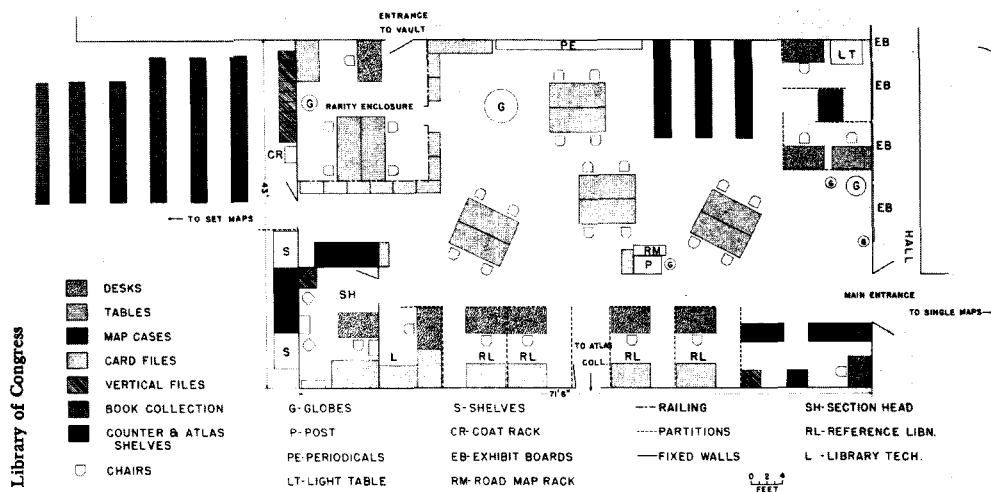 ENTRANCE
TO VAULT
PE
LT
EB
EB
EB
EB
G
RARITY ENCLOSURE
G
CR
43'
G
G
G
← TO SET MAPS
S
S
SH
L
RL
RL
RL
RL
RM
P
G
HALL
MAIN ENTRANCE
TO SINGLE MAPS→
TO ATLAS
COLL.
71'6"
Library of Congress
DESKS
TABLES
MAP CASES
CARD FILES
VERTICAL FILES
BOOK COLLECTION
COUNTER & ATLAS
SHELVES
CHAIRS
G-GLOBES
P-POST
PE-PERIODICALS
LT-LIGHT TABLE
S-SHELVES
CR-COAT RACK
EB-EXHIBIT BOARDS
RM-ROAD MAP RACK
RAILING
PARTITIONS
FIXED WALLS
SH-SECTION HEAD
RL-REFERENCE LIBN.
L -LIBRARY TECH.
0 2 4
FEET